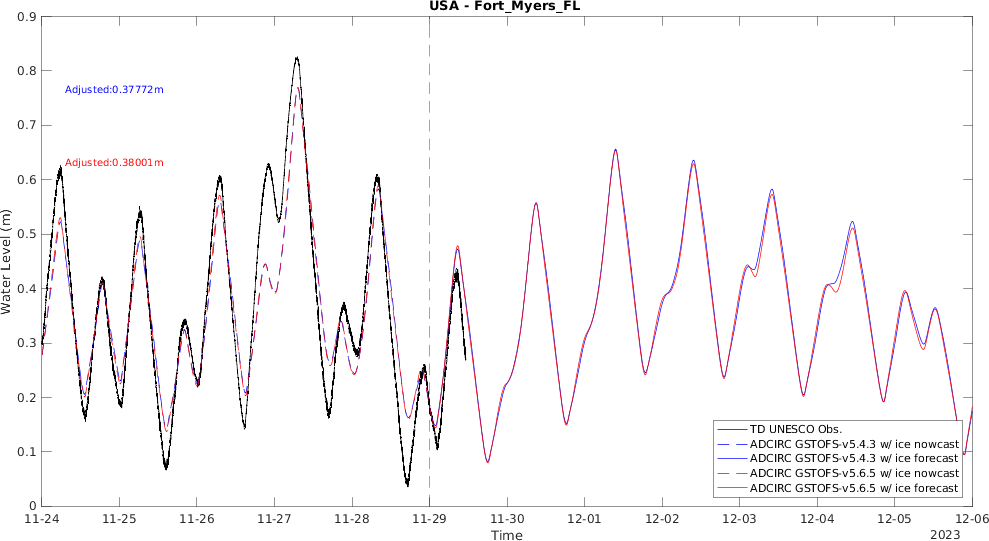 USA - Fort_Myers_FL
0.9
0.8
0.7
0.6
0.5
0.4
0.3
0.2
0.1
0
Water Level (m)
Adjusted:0.37772m
Adjusted:0.38001m
TD UNESCO Obs.
ADCIRC GSTOFS-v5.4.3 w/ ice nowcast
ADCIRC GSTOFS-v5.4.3 w/ ice forecast
ADCIRC GSTOFS-v5.6.5 w/ ice nowcast
ADCIRC GSTOFS-v5.6.5 w/ ice forecast
11-24 11-25 11-26 11-27 11-28 11-29 11-30 12-01 12-02 12-03 12-04 12-05 12-06
Time
2023